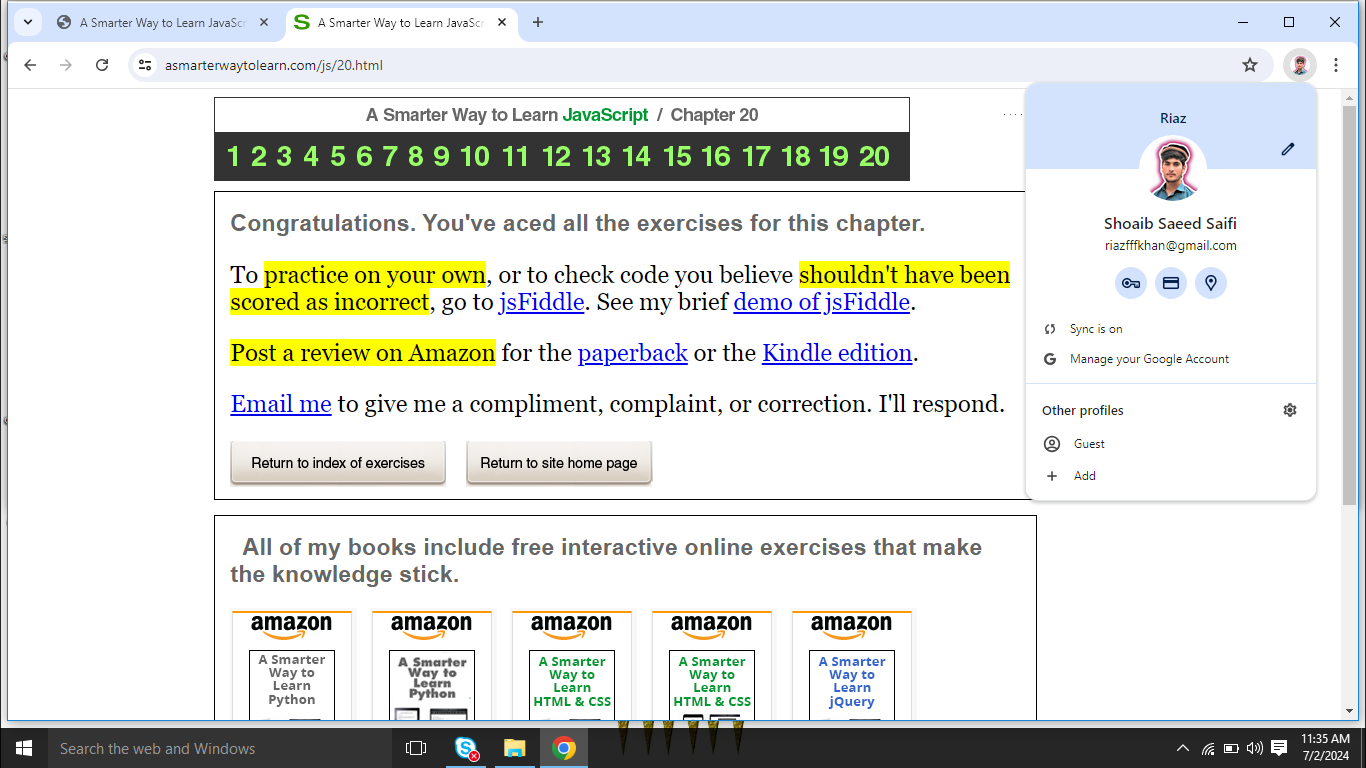 A Smarter Way to Learn JavaSc
A Smarter Way to Learn JavaSc
asmarterwaytolearn.com/js/20.html
A Smarter Way to Learn JavaScript / Chapter 20
1 2 3 4 5 6 7 8 9 10 11 12 13 14 15 16 17 18 19 20
Congratulations. You've aced all the exercises for this chapter.
To practice on your own, or to check code you believe shouldn't have been
scored as incorrect, go to jsFiddle. See my brief demo of jsFiddle.
Post a review on Amazon for the paperback or the Kindle edition.
Email me to give me a compliment, complaint, or correction. I'll respond.
Return to index of exercises
Return to site home page
All of my books include free interactive online exercises that make
the knowledge stick.
amazon
A Smarter
Way to
Learn
Python
amazon
A Smarter
Way to
Learn
Python
amazon
A Smarter
Way to
Learn
HTML & CSS
amazon
A Smarter
Way to
Learn
HTML & CSS
amazon
A Smarter
Way to
Learn
jQuery
Riaz
Shoaib Saeed Saifi
riazfffkhan@gmail.com
Sync is on
Manage your Google Account
Other profiles
Guest
Add
Search the web and Windows
11:35 AM
7/2/2024